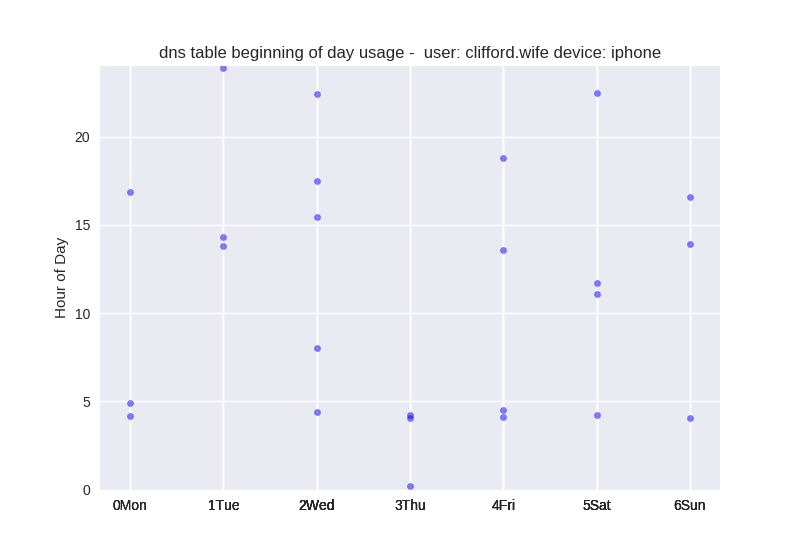 dns table beginning of day usage -  user: clifford.wife device: iphone
Hour of Day
20
15
10
5
0
0Mon 1Tue 2Wed 3Thu 4Fri 5Sat 6Sun